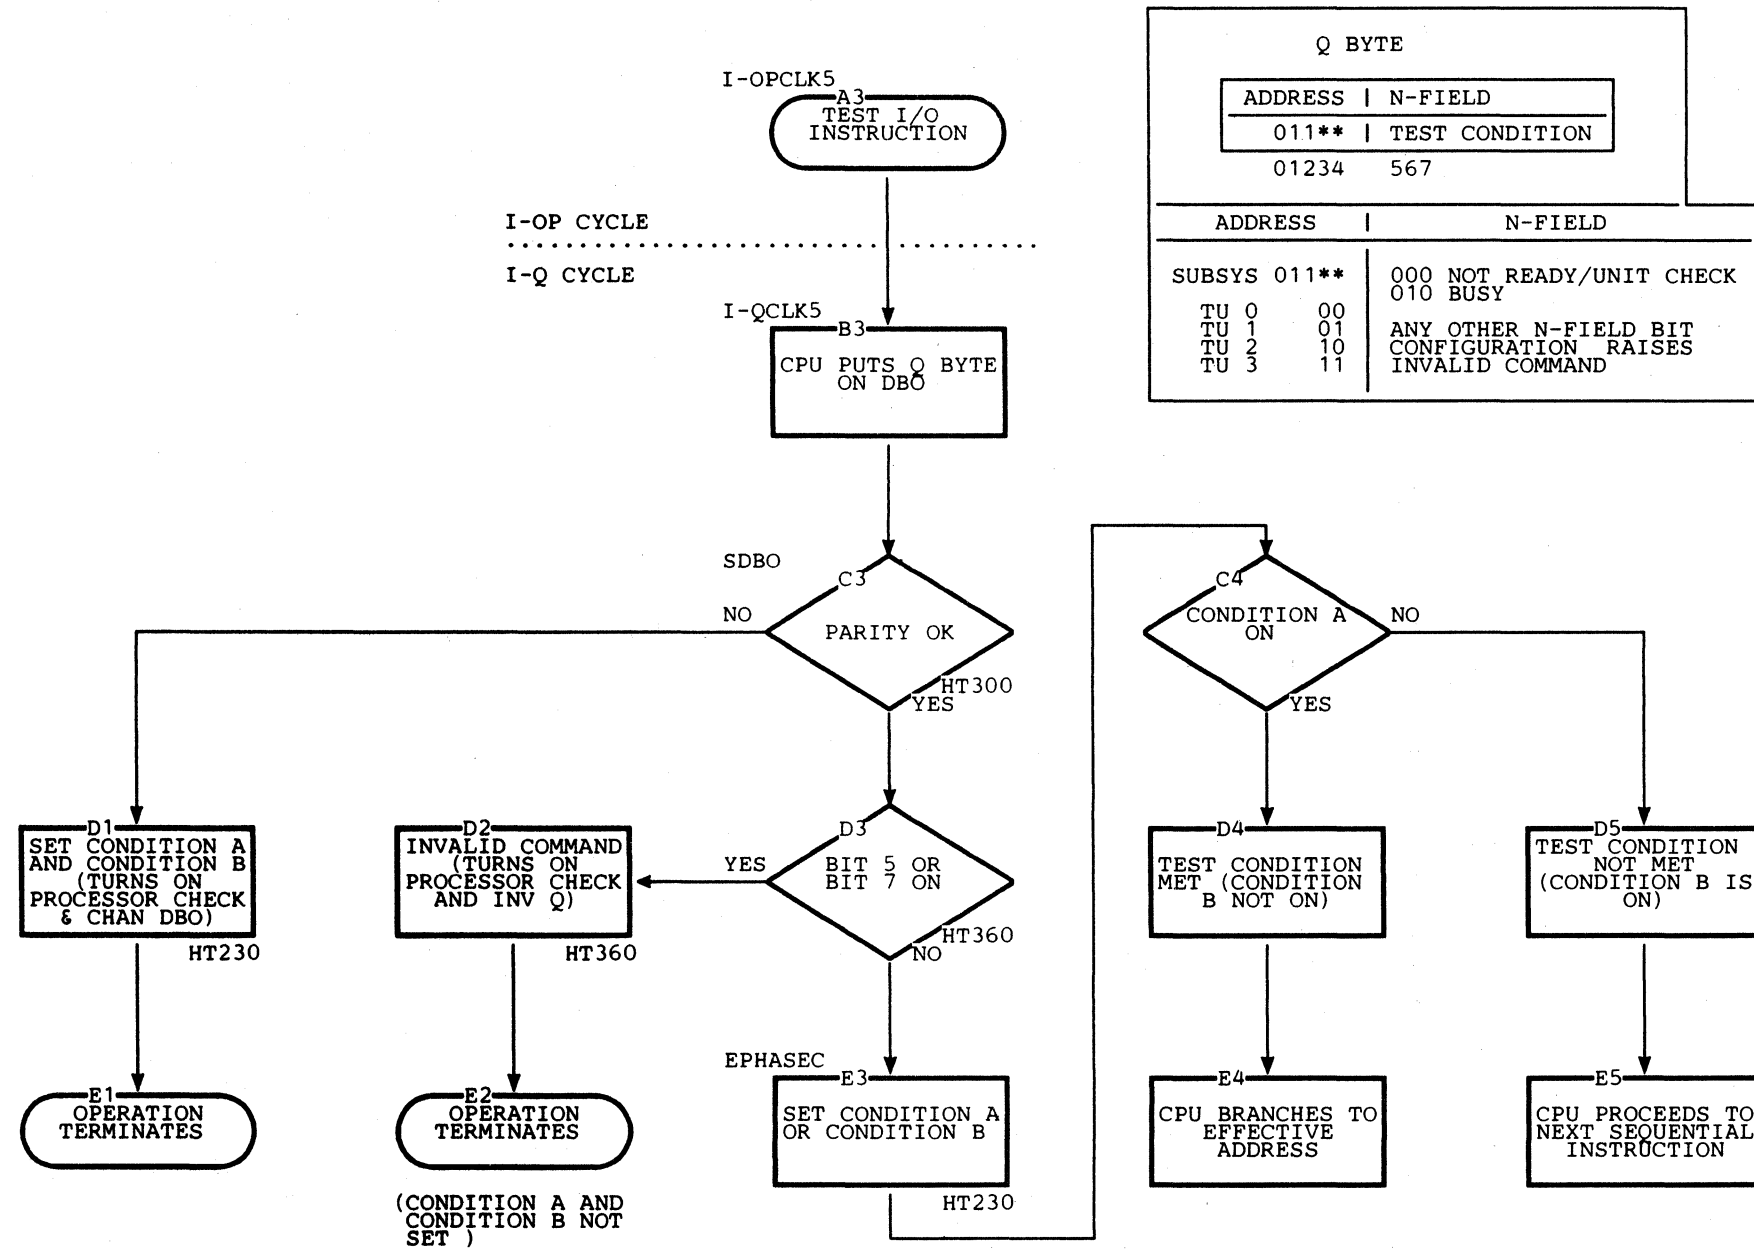 Q BYTE
ADDRESS | N-FIELD
011** | TEST CONDITION
01234 567
ADDRESS | N-FIELD
SUBSYS 011** 000 NOT READY/UNIT CHECK
010 BUSY
TU 0 00
TU 1 01 ANY OTHER N-FIELD BIT
TU 2 10 CONFIGURATION RAISES
TU 3 11 INVALID COMMAND
I-OPCLK5
A3
TEST I/O
INSTRUCTION
I-OP CYCLE
I-Q CYCLE
I-QCLK5
B3
CPU PUTS Q BYTE
ON DBO
SDBO
C3
NO
PARITY OK
HT300
YES
C4
CONDITION A
ON
NO
YES
D1
SET CONDITION A
AND CONDITION B
(TURNS ON
PROCESSOR CHECK
& CHAN DBO)
HT230
D2
INVALID COMMAND
(TURNS ON
PROCESSOR CHECK
AND INV Q)
HT360
D3
YES
BIT 5 OR
BIT 7 ON
HT360
NO
D4
TEST CONDITION
MET (CONDITION
B NOT ON)
D5
TEST CONDITION
NOT MET
(CONDITION B IS
ON)
E1
OPERATION
TERMINATES
E2
OPERATION
TERMINATES
(CONDITION A AND
CONDITION B NOT
SET )
EPHASEC
E3
SET CONDITION A
OR CONDITION B
HT230
E4
CPU BRANCHES TO
EFFECTIVE
ADDRESS
E5
CPU PROCEEDS TO
NEXT SEQUENTIAL
INSTRUCTION